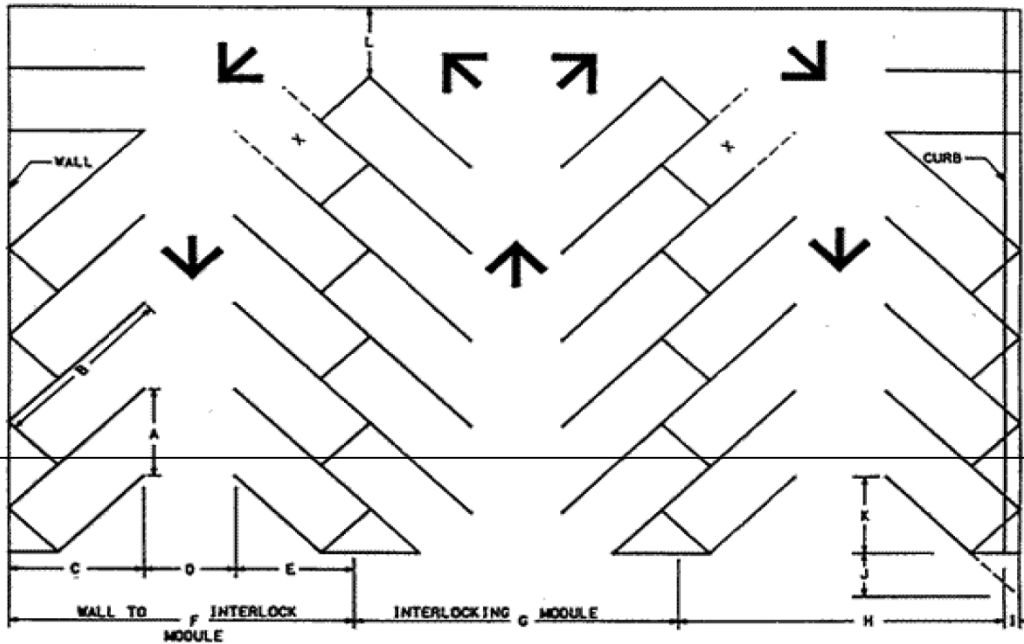 L
X
X
WALL
CURB
B
A
K
J
C D E
WALL TO INTERLOCK INTERLOCKING MODULE
F G H I
MODULE